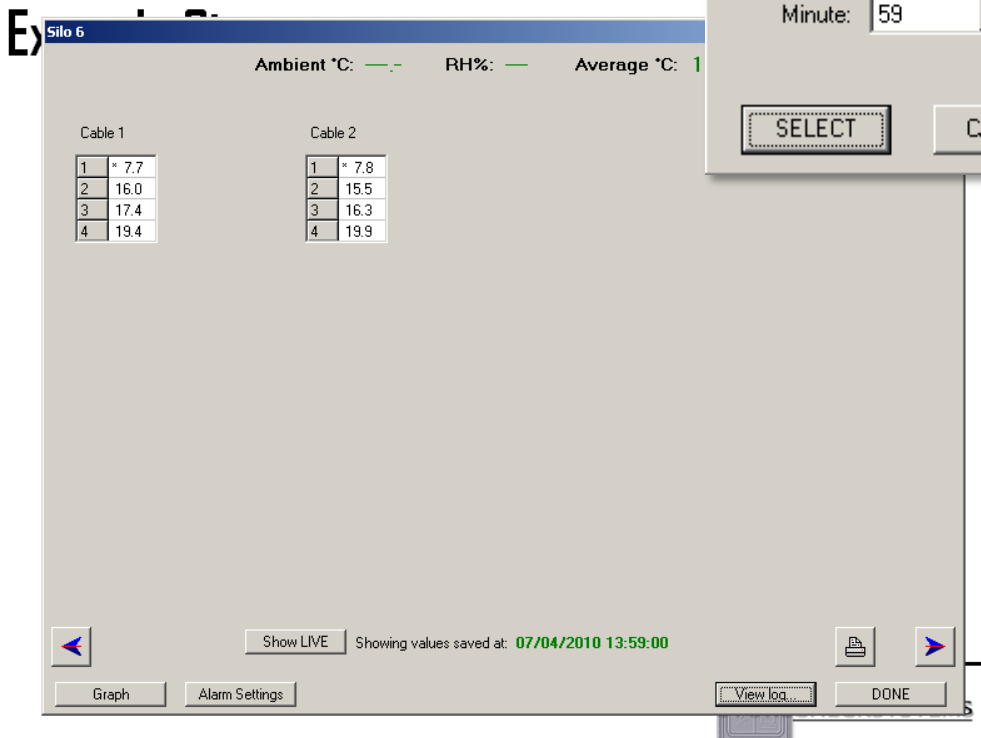 Minute: 59
SELECT
Silo 6
Ambient °C: —.- RH%: — Average °C: 1
Cable 1 Cable 2
1 * 7.7 1 * 7.8
2 16.0 2 15.5
3 17.4 3 16.3
4 19.4 4 19.9
Show LIVE Showing values saved at: 07/04/2010 13:59:00
Graph Alarm Settings View log... DONE